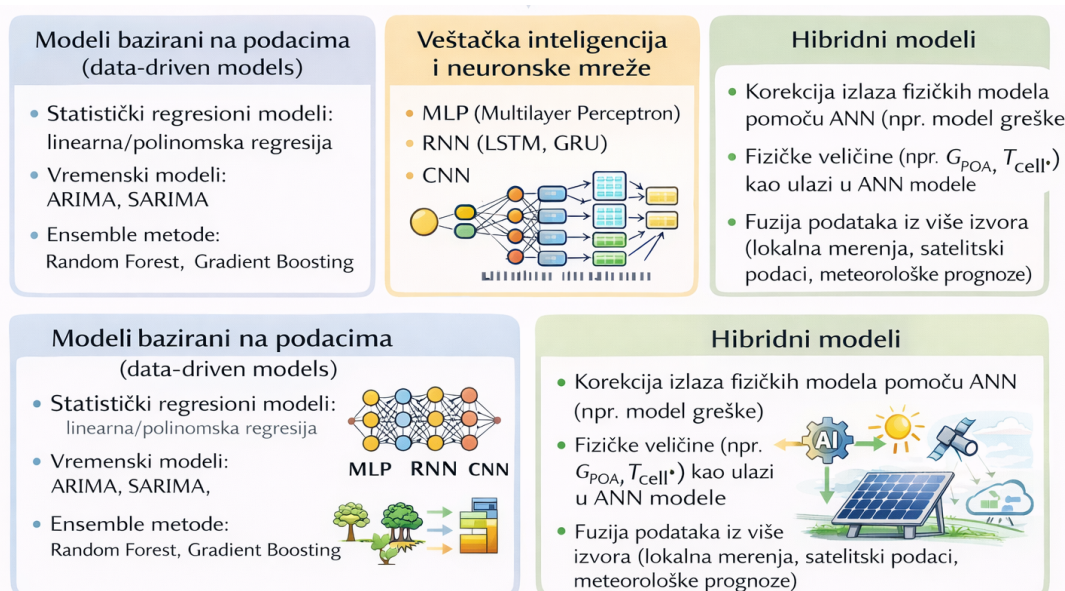 Modeli bazirani na podacima
(data-driven models)
• Statistički regresioni modeli:
linearna/polinomska regresija
• Vremenski modeli:
ARIMA, SARIMA
• Ensemble metode:
Random Forest, Gradient Boosting
Veštačka inteligencija
i neuronske mreže
• MLP (Multilayer Perceptron)
• RNN (LSTM, GRU)
• CNN
Hibridni modeli
• Korekcija izlaza fizičkih modela
pomoču ANN (npr. model greške
• Fizičke veličine (npr. G_POA, T_cell•)
kao ulazi u ANN modele
• Fuzija podataka iz više izvora
(lokalna merenja, satelitski
podaci, meteorološke prognoze)
Modeli bazirani na podacima
(data-driven models)
• Statistički regresioni modeli:
linearna/polinomska regresija
• Vremenski modeli:
ARIMA, SARIMA,
• Ensemble metode:
Random Forest, Gradient Boosting
MLP RNN CNN
Hibridni modeli
• Korekcija izlaza fizičkih modela pomoču ANN
(npr. model greške)
• Fizičke veličine (npr.
G_POA, T_cell•) kao ulazi
u ANN modele
• Fuzija podataka iz više
izvora (lokalna merenja, satelitski podaci,
meteorološke prognoze)
AI